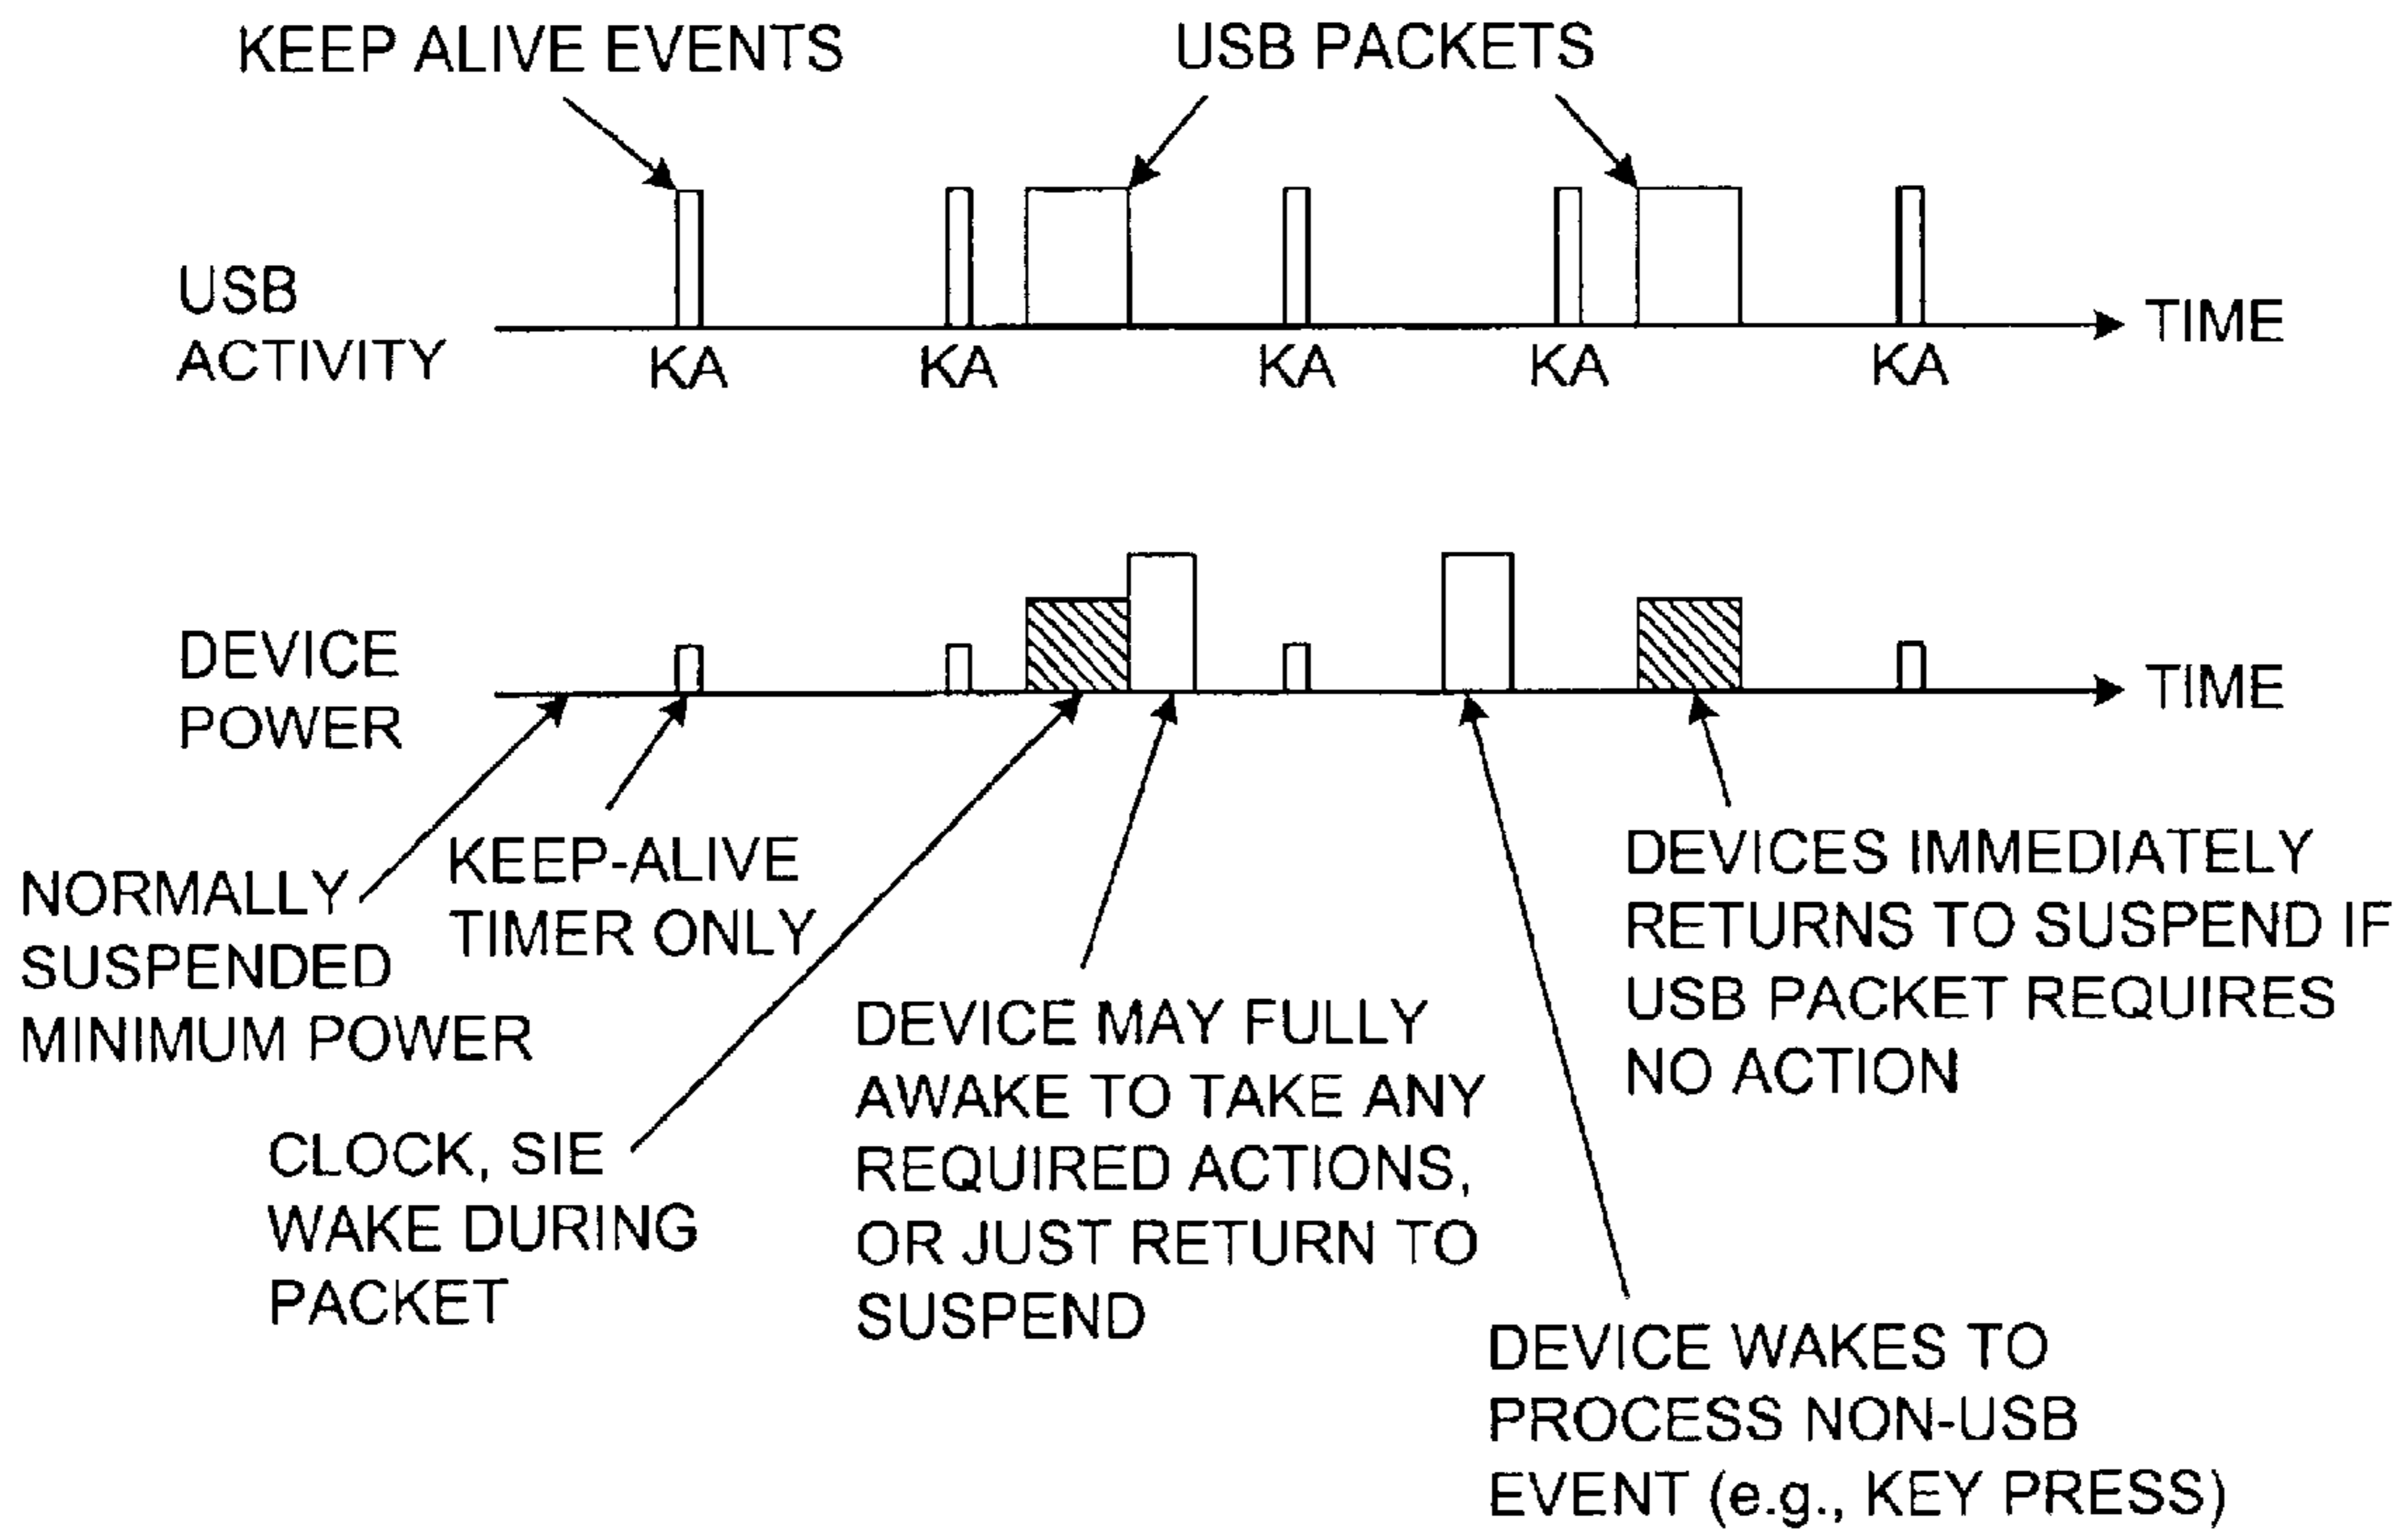 KEEP ALIVE EVENTS
USB PACKETS
USB
ACTIVITY
TIME
KA
KA
KA
KA
KA
DEVICE
POWER
TIME
NORMALLY
SUSPENDED
MINIMUM POWER
KEEP-ALIVE
TIMER ONLY
CLOCK, SIE
WAKE DURING
PACKET
DEVICE MAY FULLY
AWAKE TO TAKE ANY
REQUIRED ACTIONS,
OR JUST RETURN TO
SUSPEND
DEVICES IMMEDIATELY
RETURNS TO SUSPEND IF
USB PACKET REQUIRES
NO ACTION
DEVICE WAKES TO
PROCESS NON-USB
EVENT (e.g., KEY PRESS)